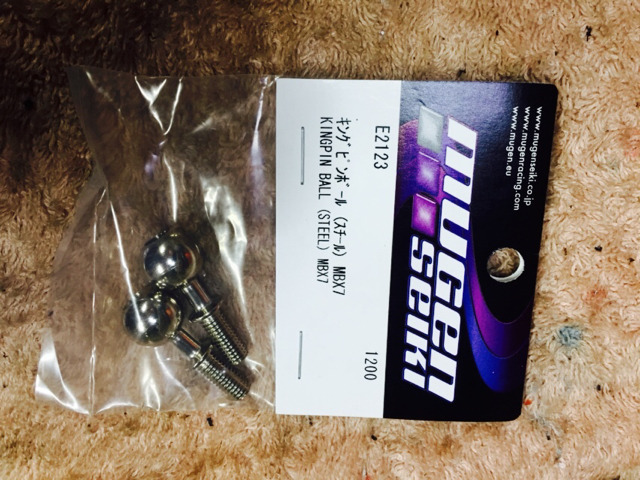 www.mugenseiki.co.jp
www.mugenracing.com
www.mugen.eu
mugen
seiki
E2123
1200
ｷﾝｸﾞﾋﾟﾝﾎﾞｰﾙ (ｽﾁｰﾙ) MBX7
KINGPIN BALL (STEEL) MBX7